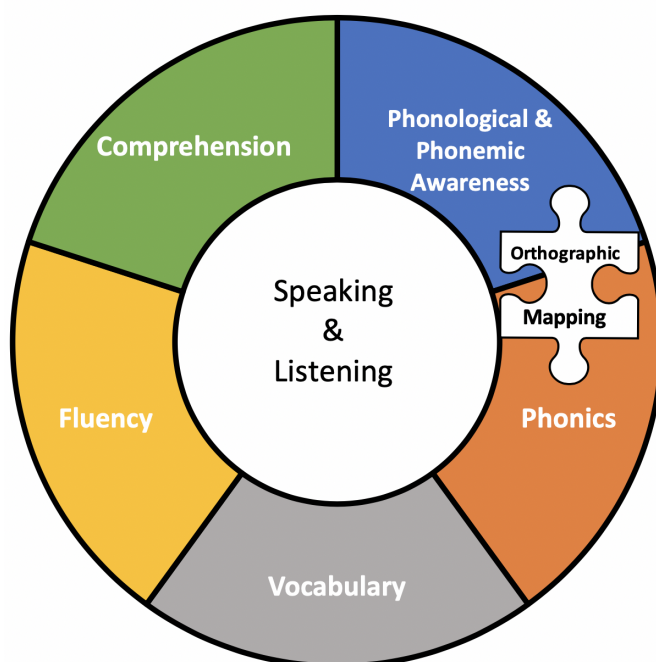 Comprehension
Phonological &
Phonemic
Awareness
Orthographic
Mapping
Speaking
&
Listening
Fluency
Phonics
Vocabulary